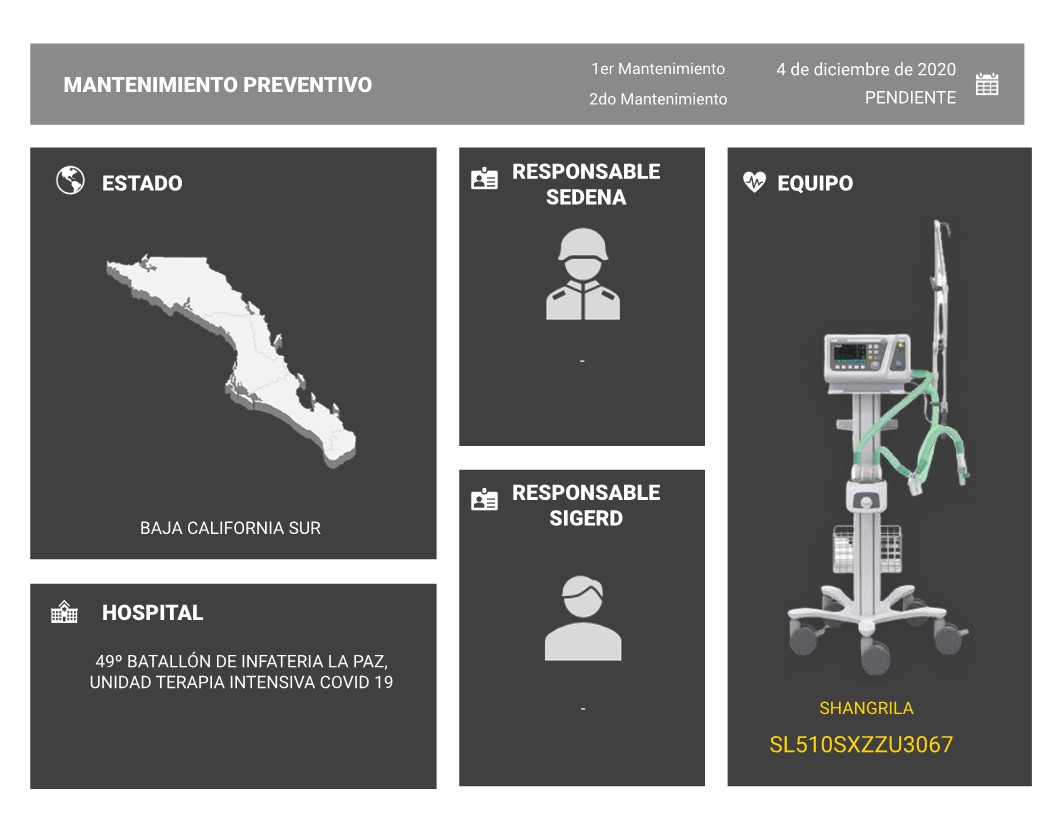 MANTENIMIENTO PREVENTIVO
1er Mantenimiento
4 de diciembre de 2020
2do Mantenimiento
PENDIENTE
ESTADO
BAJA CALIFORNIA SUR
HOSPITAL
49º BATALLÓN DE INFATERIA LA PAZ,
UNIDAD TERAPIA INTENSIVA COVID 19
RESPONSABLE
SEDENA
-
RESPONSABLE
SIGERD
-
EQUIPO
SHANGRILA
SL510SXZZU3067